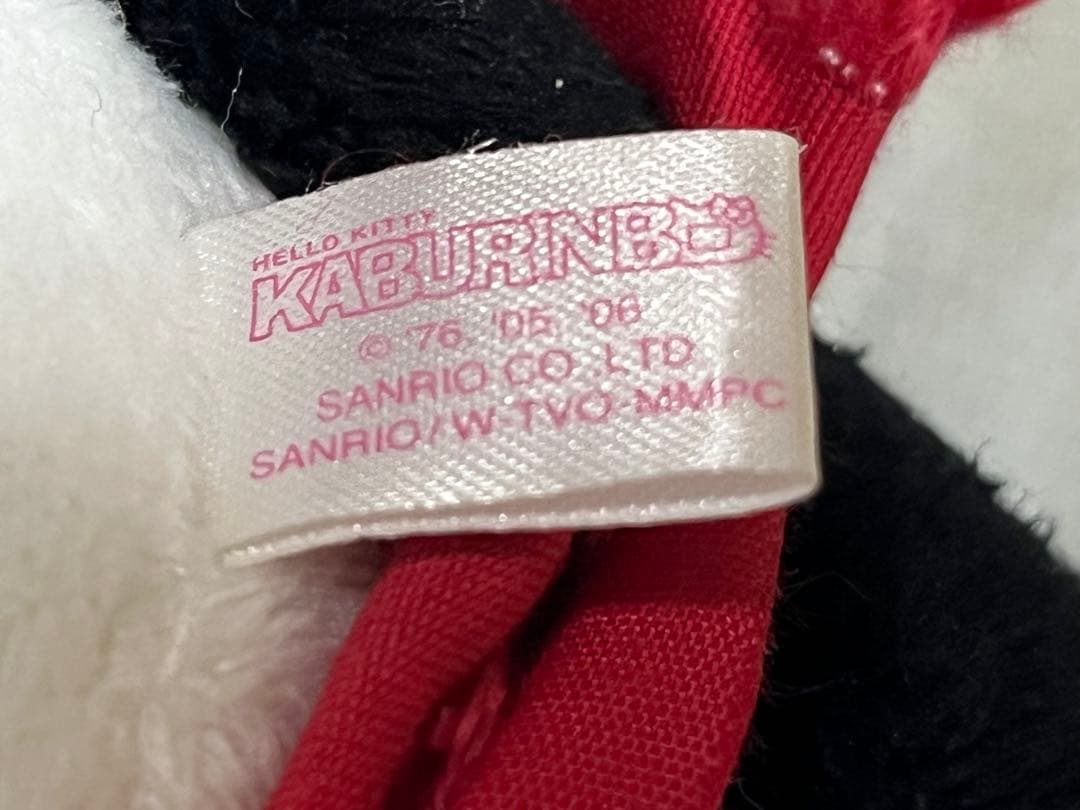 HELLO KITTY
KABURINBO
© '76, '05, '06
SANRIO CO., LTD
SANRIO/W·TVO·MMPC